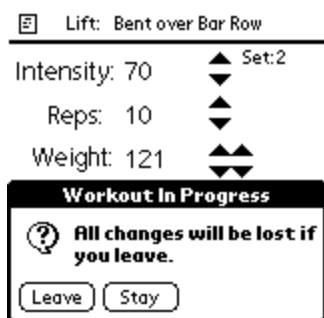 Lift: Bent over Bar Row
Intensity: 70
Set:2
Reps: 10
Weight: 121
Workout In Progress
All changes will be lost if
you leave.
Leave
Stay